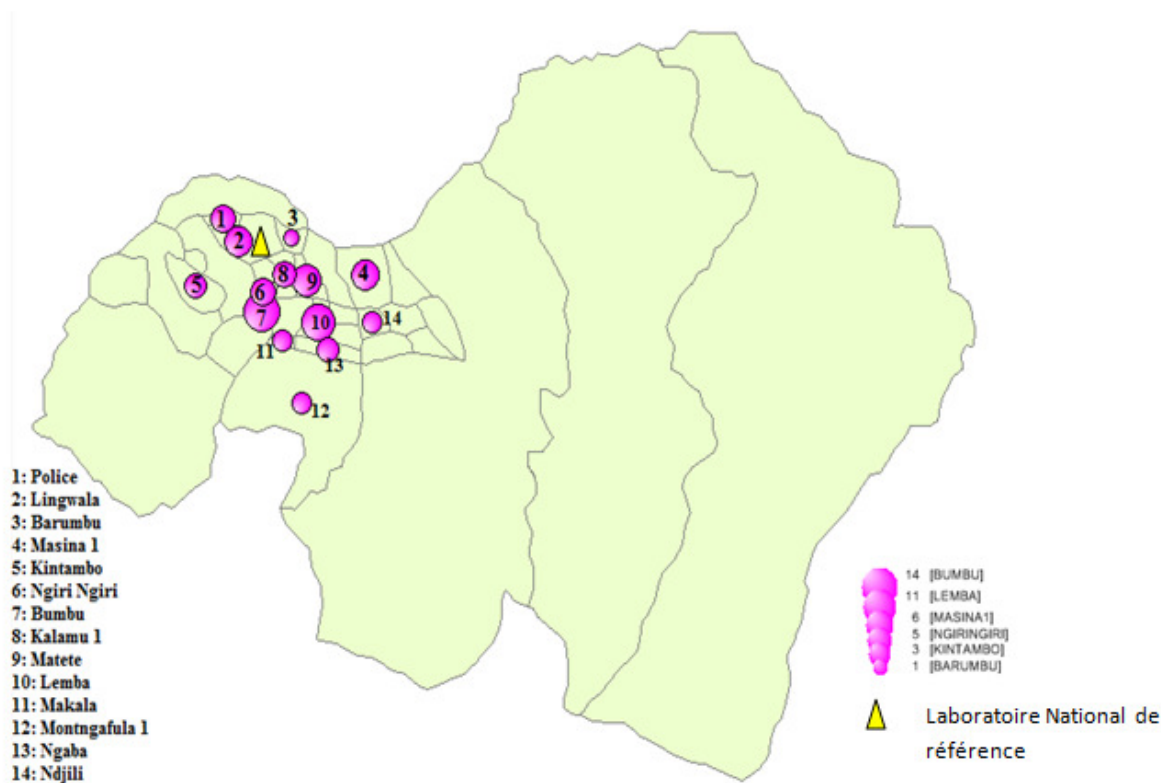 1
2
3
4
5
6
7
8
9
10
11
12
13
14
1: Police
2: Lingwala
3: Barumbu
4: Masina 1
5: Kintambo
6: Ngiri Ngiri
7: Bumbu
8: Kalamu 1
9: Matete
10: Lemba
11: Makala
12: Montngafula 1
13: Ngaba
14: Ndjili
14 [BUMBU]
11 [LEMBA]
6 [MASINA1]
5 [NGIRINGIRI]
3 [KINTAMBO]
1 [BARUMBU]
Laboratoire National de
référence